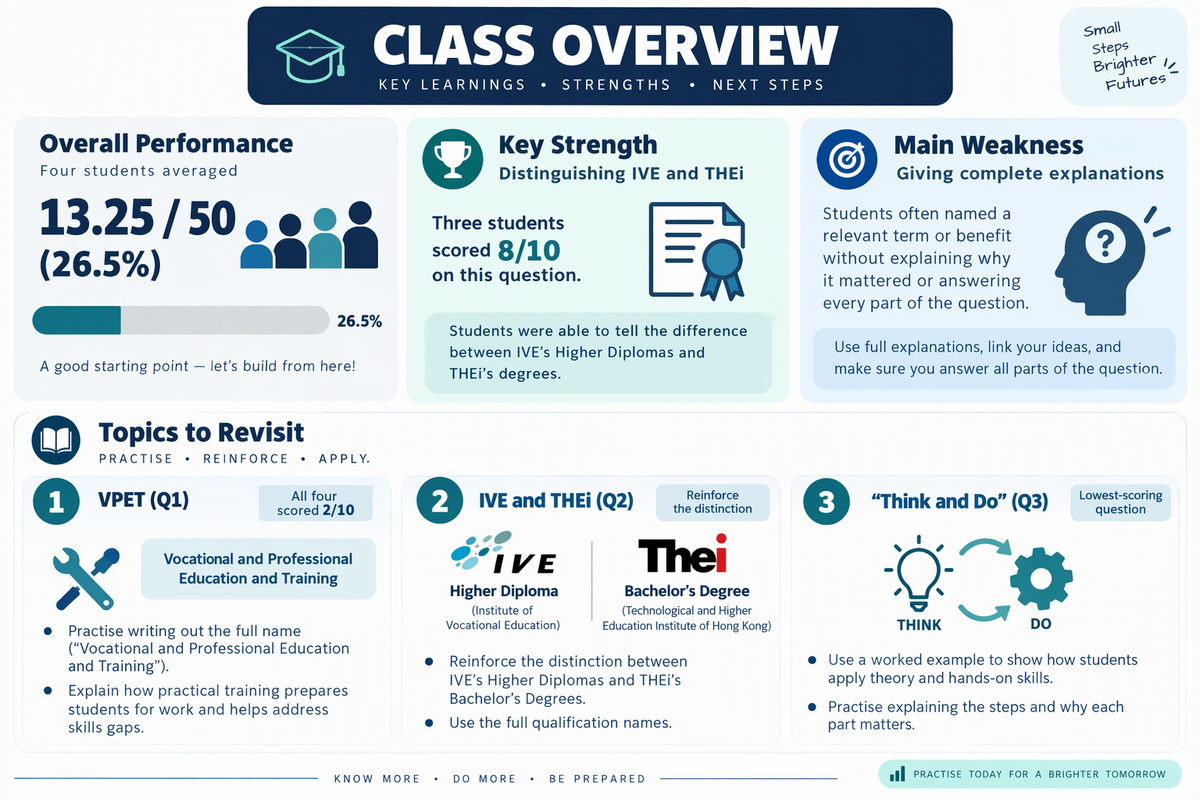 CLASS OVERVIEW
KEY LEARNINGS • STRENGTHS • NEXT STEPS
Small
Steps
Brighter
Futures
Overall Performance
Four students averaged
13.25 / 50
(26.5%)
26.5%
A good starting point — let's build from here!
Key Strength
Distinguishing IVE and THEi
Three students
scored 8/10
on this question.
Students were able to tell the difference
between IVE's Higher Diplomas and
THEi's degrees.
Main Weakness
Giving complete explanations
Students often named a
relevant term or benefit
without explaining why
it mattered or answering
every part of the question.
?
Use full explanations, link your ideas, and
make sure you answer all parts of the question.
Topics to Revisit
PRACTISE • REINFORCE • APPLY.
1
VPET (Q1)
All four
scored 2/10
Vocational and Professional
Education and Training
• Practise writing out the full name
("Vocational and Professional Education
and Training").
• Explain how practical training prepares
students for work and helps address
skills gaps.
2
IVE and THEi (Q2)
Reinforce
the distinction
IVE
Higher Diploma
(Institute of
Vocational Education)
Thei
Bachelor's Degree
(Technological and Higher
Education Institute of Hong Kong)
• Reinforce the distinction between
IVE's Higher Diplomas and THEi's
Bachelor's Degrees.
• Use the full qualification names.
3
"Think and Do" (Q3)
Lowest-scoring
question
THINK
DO
• Use a worked example to show how students
apply theory and hands-on skills.
• Practise explaining the steps and why each
part matters.
KNOW MORE • DO MORE • BE PREPARED
PRACTISE TODAY FOR A BRIGHTER TOMORROW